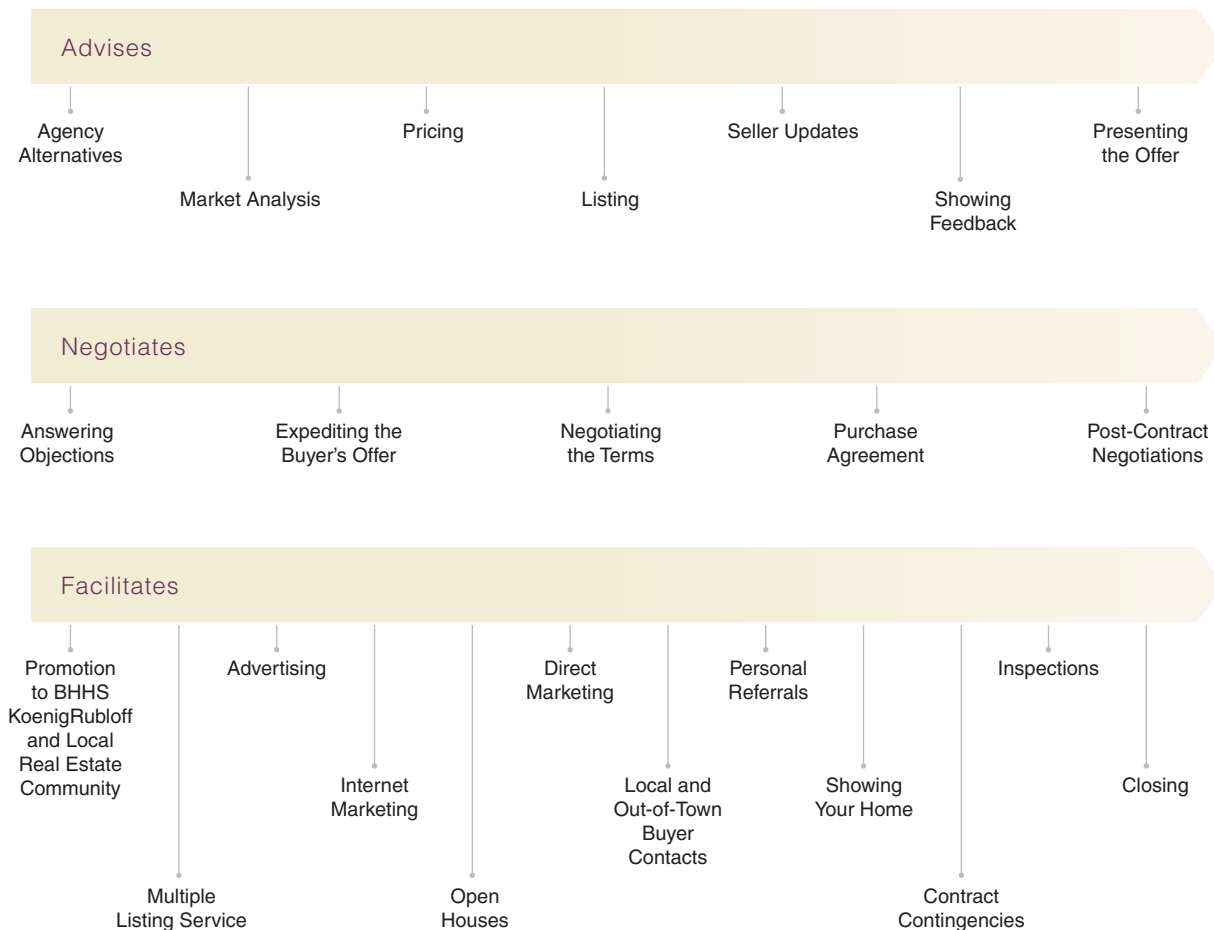 Advises
Agency
Alternatives
Market Analysis
Pricing
Listing
Seller Updates
Showing
Feedback
Presenting
the Offer
Negotiates
Answering
Objections
Expediting the
Buyer’s Offer
Negotiating
the Terms
Purchase
Agreement
Post-Contract
Negotiations
Facilitates
Promotion
to BHHS
KoenigRubloff
and Local
Real Estate
Community
Multiple
Listing Service
Advertising
Internet
Marketing
Open
Houses
Direct
Marketing
Local and
Out-of-Town
Buyer
Contacts
Personal
Referrals
Showing
Your Home
Contract
Contingencies
Inspections
Closing